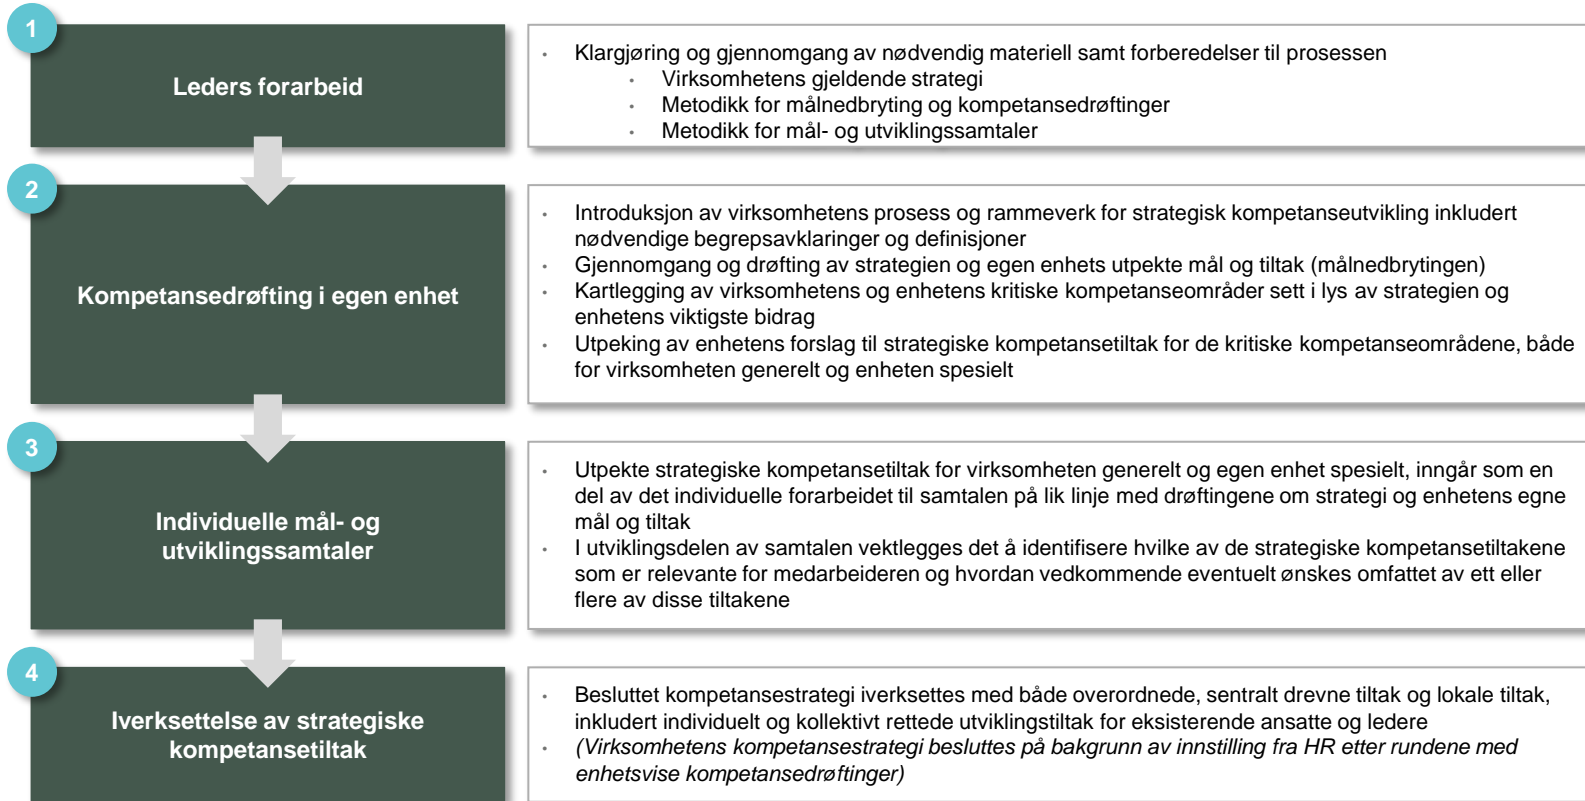 1
Leders forarbeid
• Klargjøring og gjennomgang av nødvendig materiell samt forberedelser til prosessen
• Virksomhetens gjeldende strategi
• Metodikk for målnedbryting og kompetansedrøftinger
• Metodikk for mål- og utviklingssamtaler
2
Kompetansedrøfting i egen enhet
• Introduksjon av virksomhetens prosess og rammeverk for strategisk kompetanseutvikling inkludert
nødvendige begrepsavklaringer og definisjoner
• Gjennomgang og drøfting av strategien og egen enhets utpekte mål og tiltak (målnedbrytingen)
• Kartlegging av virksomhetens og enhetens kritiske kompetanseområder sett i lys av strategien og
enhetens viktigste bidrag
• Utpeking av enhetens forslag til strategiske kompetansetiltak for de kritiske kompetanseområdene, både
for virksomheten generelt og enheten spesielt
3
Individuelle mål- og
utviklingssamtaler
• Utpekte strategiske kompetansetiltak for virksomheten generelt og egen enhet spesielt, inngår som en
del av det individuelle forarbeidet til samtalen på lik linje med drøftingene om strategi og enhetens egne
mål og tiltak
• I utviklingsdelen av samtalen vektlegges det å identifisere hvilke av de strategiske kompetansetiltakene
som er relevante for medarbeideren og hvordan vedkommende eventuelt ønskes omfattet av ett eller
flere av disse tiltakene
4
Iverksettelse av strategiske
kompetansetiltak
• Besluttet kompetansestrategi iverksettes med både overordnede, sentralt drevne tiltak og lokale tiltak,
inkludert individuelt og kollektivt rettede utviklingstiltak for eksisterende ansatte og ledere
• (Virksomhetens kompetansestrategi besluttes på bakgrunn av innstilling fra HR etter rundene med
enhetsvise kompetansedrøftinger)